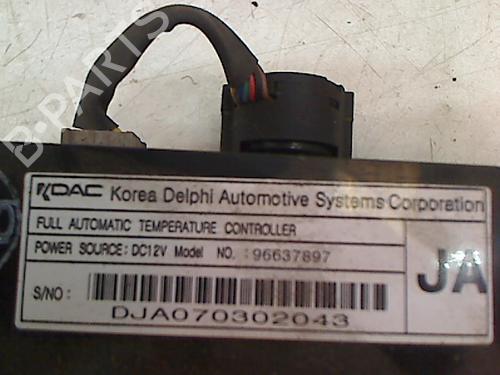 B-PARTS
KDAC Korea Delphi Automotive Systems Corporation
FULL AUTOMATIC TEMPERATURE CONTROLLER
POWER SOURCE: DC12V Model NO. :96637897
JA
S/NO:
DJA070302043